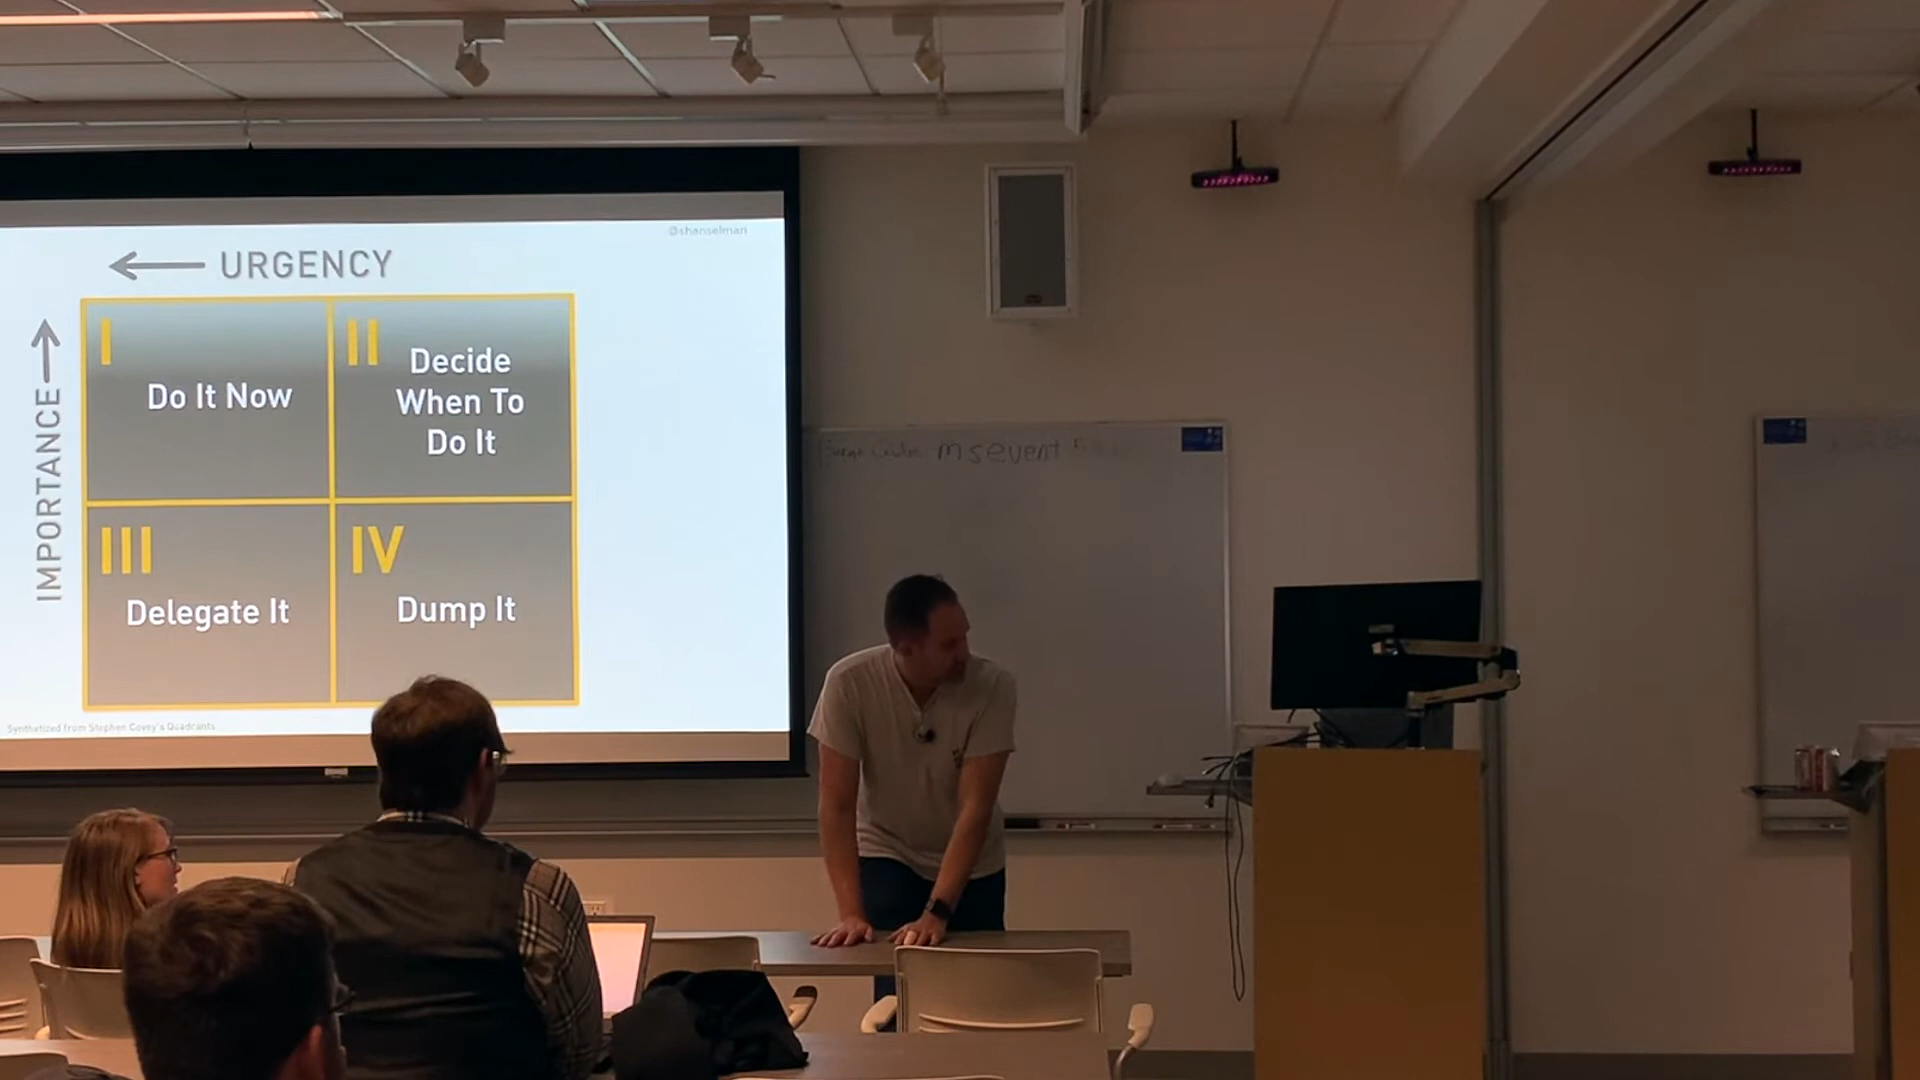 @shanselman
URGENCY
IMPORTANCE
I
Do It Now
II
Decide
When To
Do It
III
Delegate It
IV
Dump It
Synthetized from Stephen Covey's Quadrants
msevent